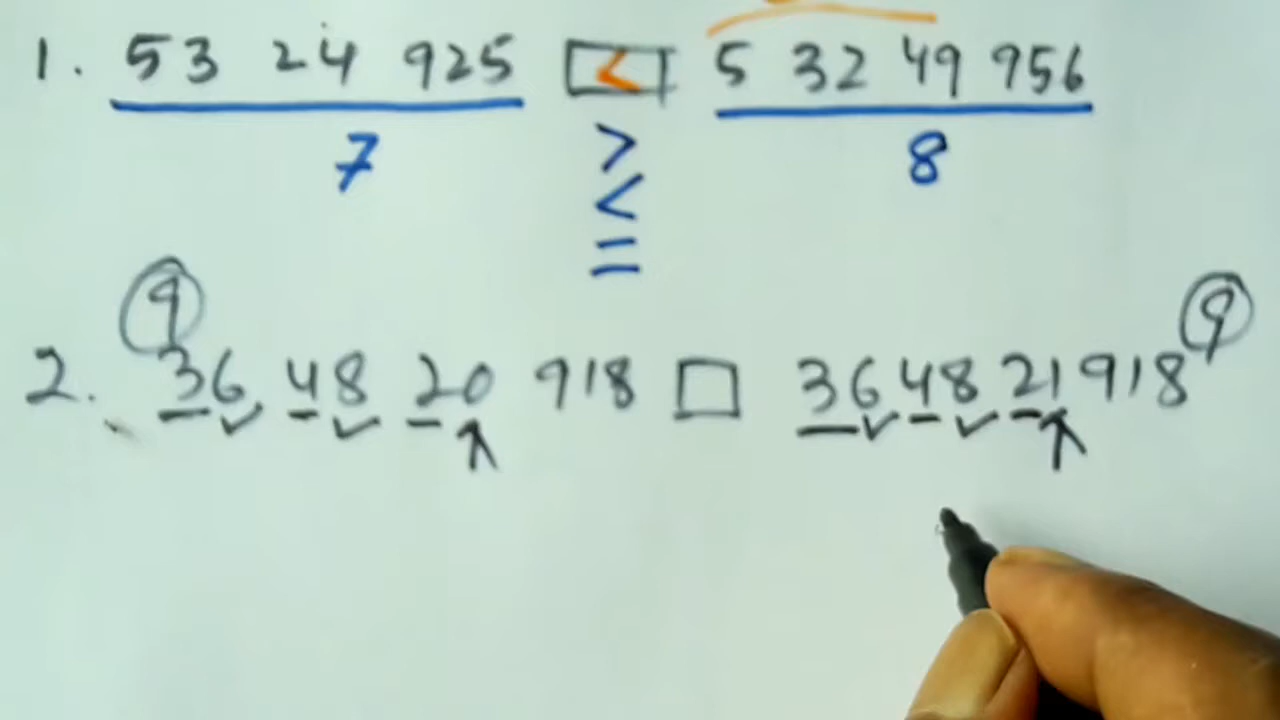 1. 53 24 925 < 5 32 49 956
7 > 8
<
=
9 9
2. 36 48 20 918 □ 36 48 21 918